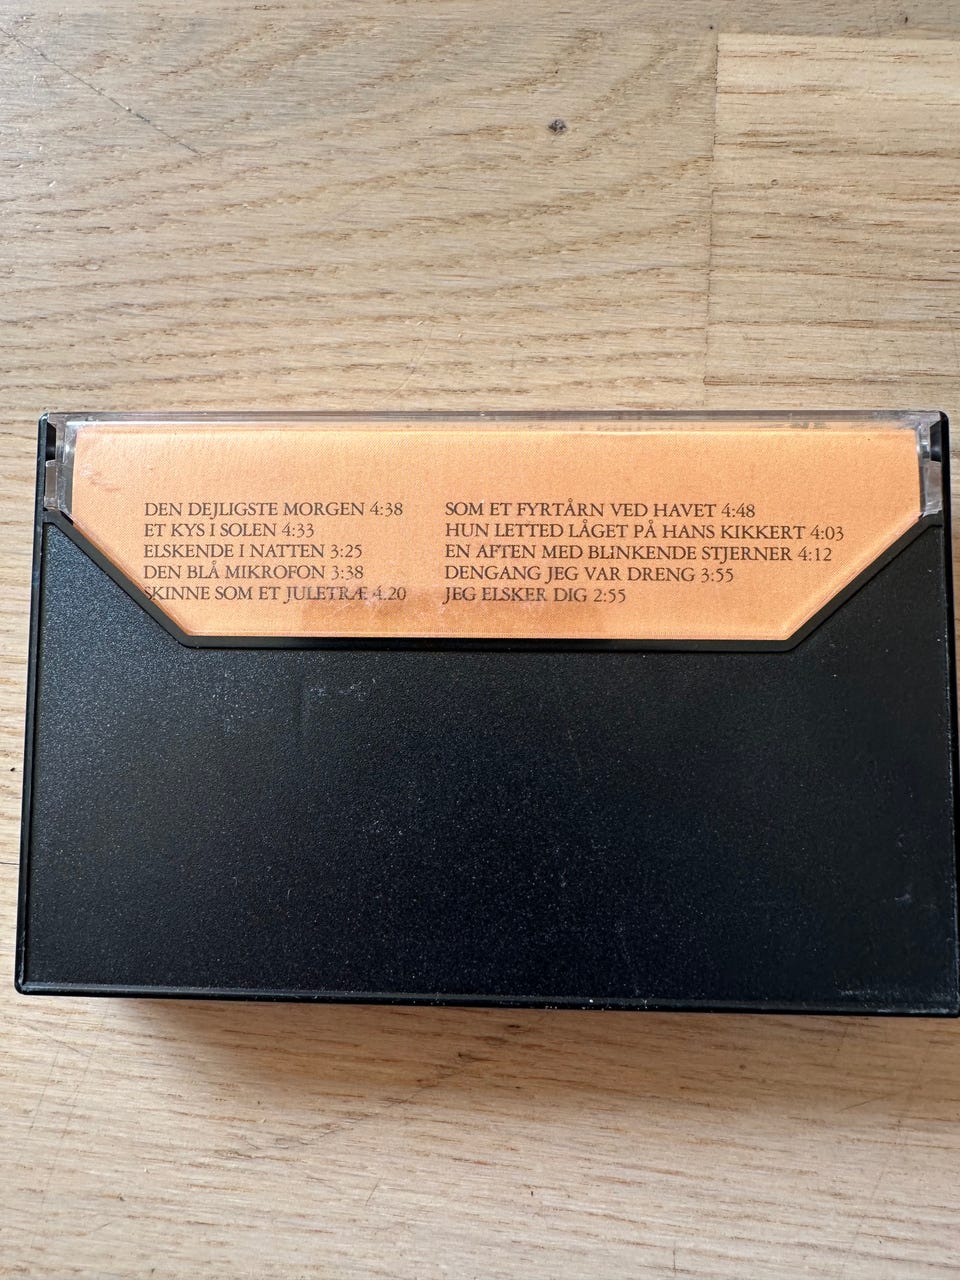 DEN DEJLIGSTE MORGEN 4:38
ET KYS I SOLEN 4:33
ELSKENDE I NATTEN 3:25
DEN BLÅ MIKROFON 3:38
SKINNE SOM ET JULETRÆ 4.20
SOM ET FYRTÅRN VED HAVET 4:48
HUN LETTED LÅGET PÅ HANS KIKKERT 4:03
EN AFTEN MED BLINKENDE STJERNER 4:12
DENGANG JEG VAR DRENG 3:55
JEG ELSKER DIG 2:55